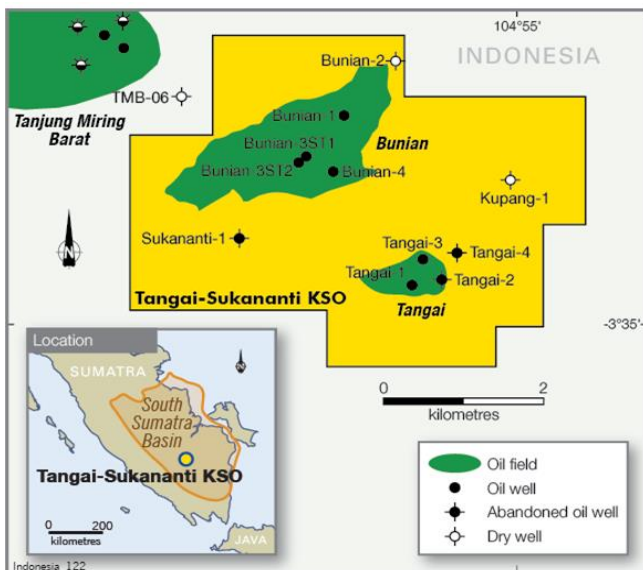 104°55'
INDONESIA
Bunian-2
TMB-06
Tanjung Miring
Barat
Bunian 1
Bunian
Bunian-3ST1
Bunian 3ST2
Bunian-4
Kupang-1
Sukananti-1
Tangai-3
Tangai-4
Tangai-1
Tangai-2
Tangai-Sukananti KSO
Tangai
-3°35'
N
Location
SUMATRA
South
Sumatra
Basin
Tangai-Sukananti KSO
0 200
kilometres
JAVA
0 2
kilometres
Oil field
Oil well
Abandoned oil well
Dry well
Indonesia 122